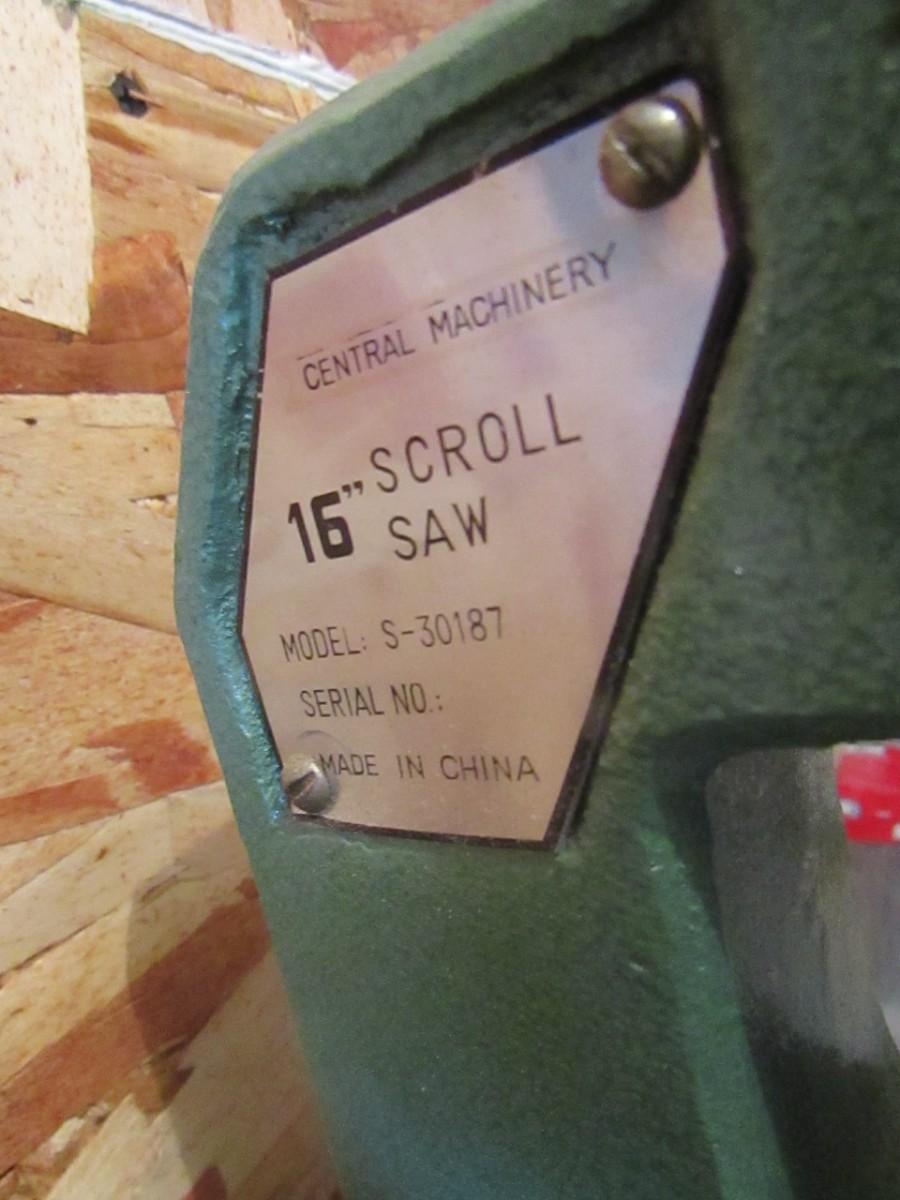 CENTRAL MACHINERY
16” SCROLL
SAW
MODEL: S-30187
SERIAL NO.:
MADE IN CHINA